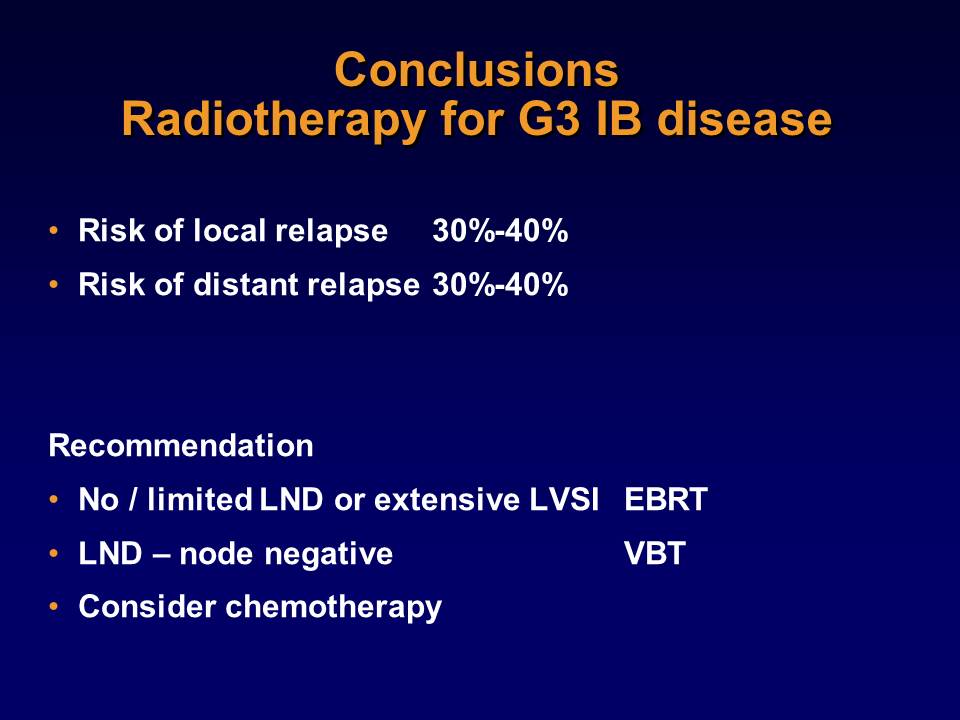 Conclusions
Radiotherapy for G3 IB disease
• Risk of local relapse 30%-40%
• Risk of distant relapse 30%-40%
Recommendation
• No / limited LND or extensive LVSI EBRT
• LND – node negative VBT
• Consider chemotherapy